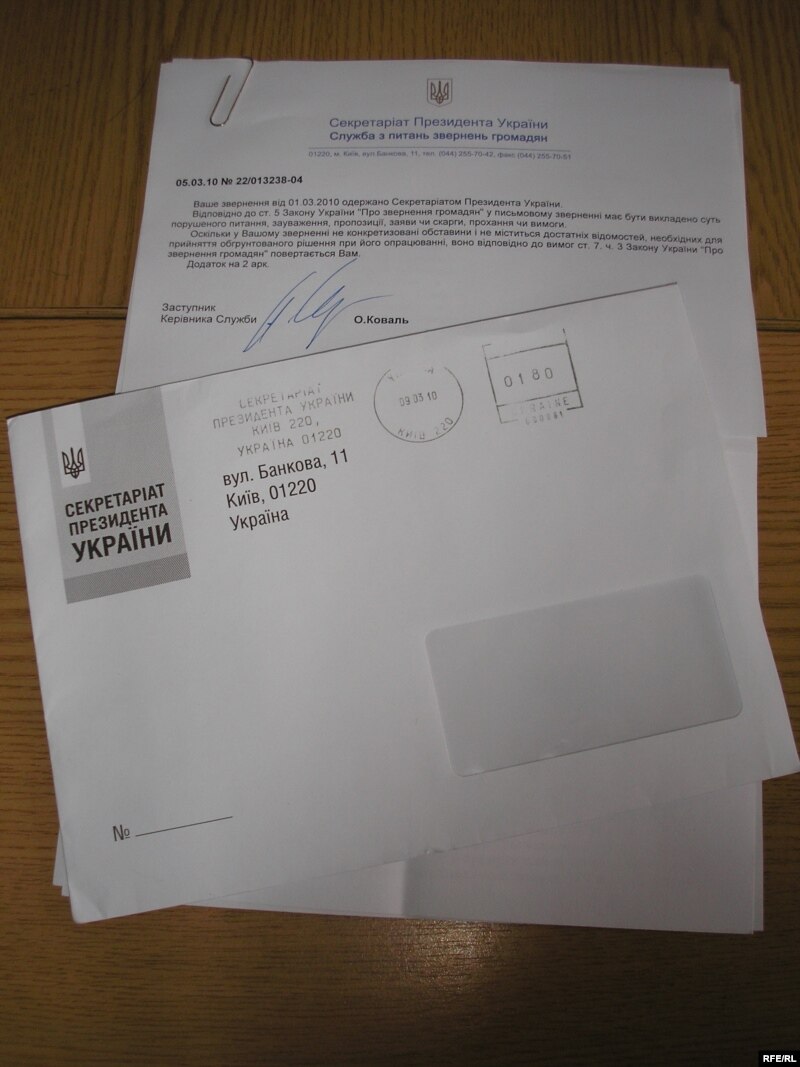 Секретаріат Президента України
Служба з питань звернень громадян
01220, м. Київ, вул.Банкова, 11, тел. (044) 255-70-42, факс (044) 255-70-51
05.03.10 № 22/013238-04
Ваше звернення від 01.03.2010 одержано Секретаріатом Президента України.
Відповідно до ст. 5 Закону України "Про звернення громадян" у письмовому зверненні має бути викладено суть
порушеного питання, зауваження, пропозиції, заяви чи скарги, прохання чи вимоги.
Оскільки у Вашому зверненні не конкретизовані обставини і не міститься достатніх відомостей, необхідних для
прийняття обгрунтованого рішення при його опрацюванні, воно відповідно до вимог ст. 7. ч. 3 Закону України "Про
звернення громадян" повертається Вам.
Додаток на 2 арк.
Заступник
Керівника Служби
О.Коваль
СЕКРЕТАРІАТ
ПРЕЗИДЕНТА УКРАЇНИ
КИЇВ 220,
УКРАЇНА 01220
09 03 10
КИЇВ 220
0180
UKRAINE
СЕКРЕТАРІАТ
ПРЕЗИДЕНТА
УКРАЇНИ
вул. Банкова, 11
Київ, 01220
Україна
№
RFE/RL